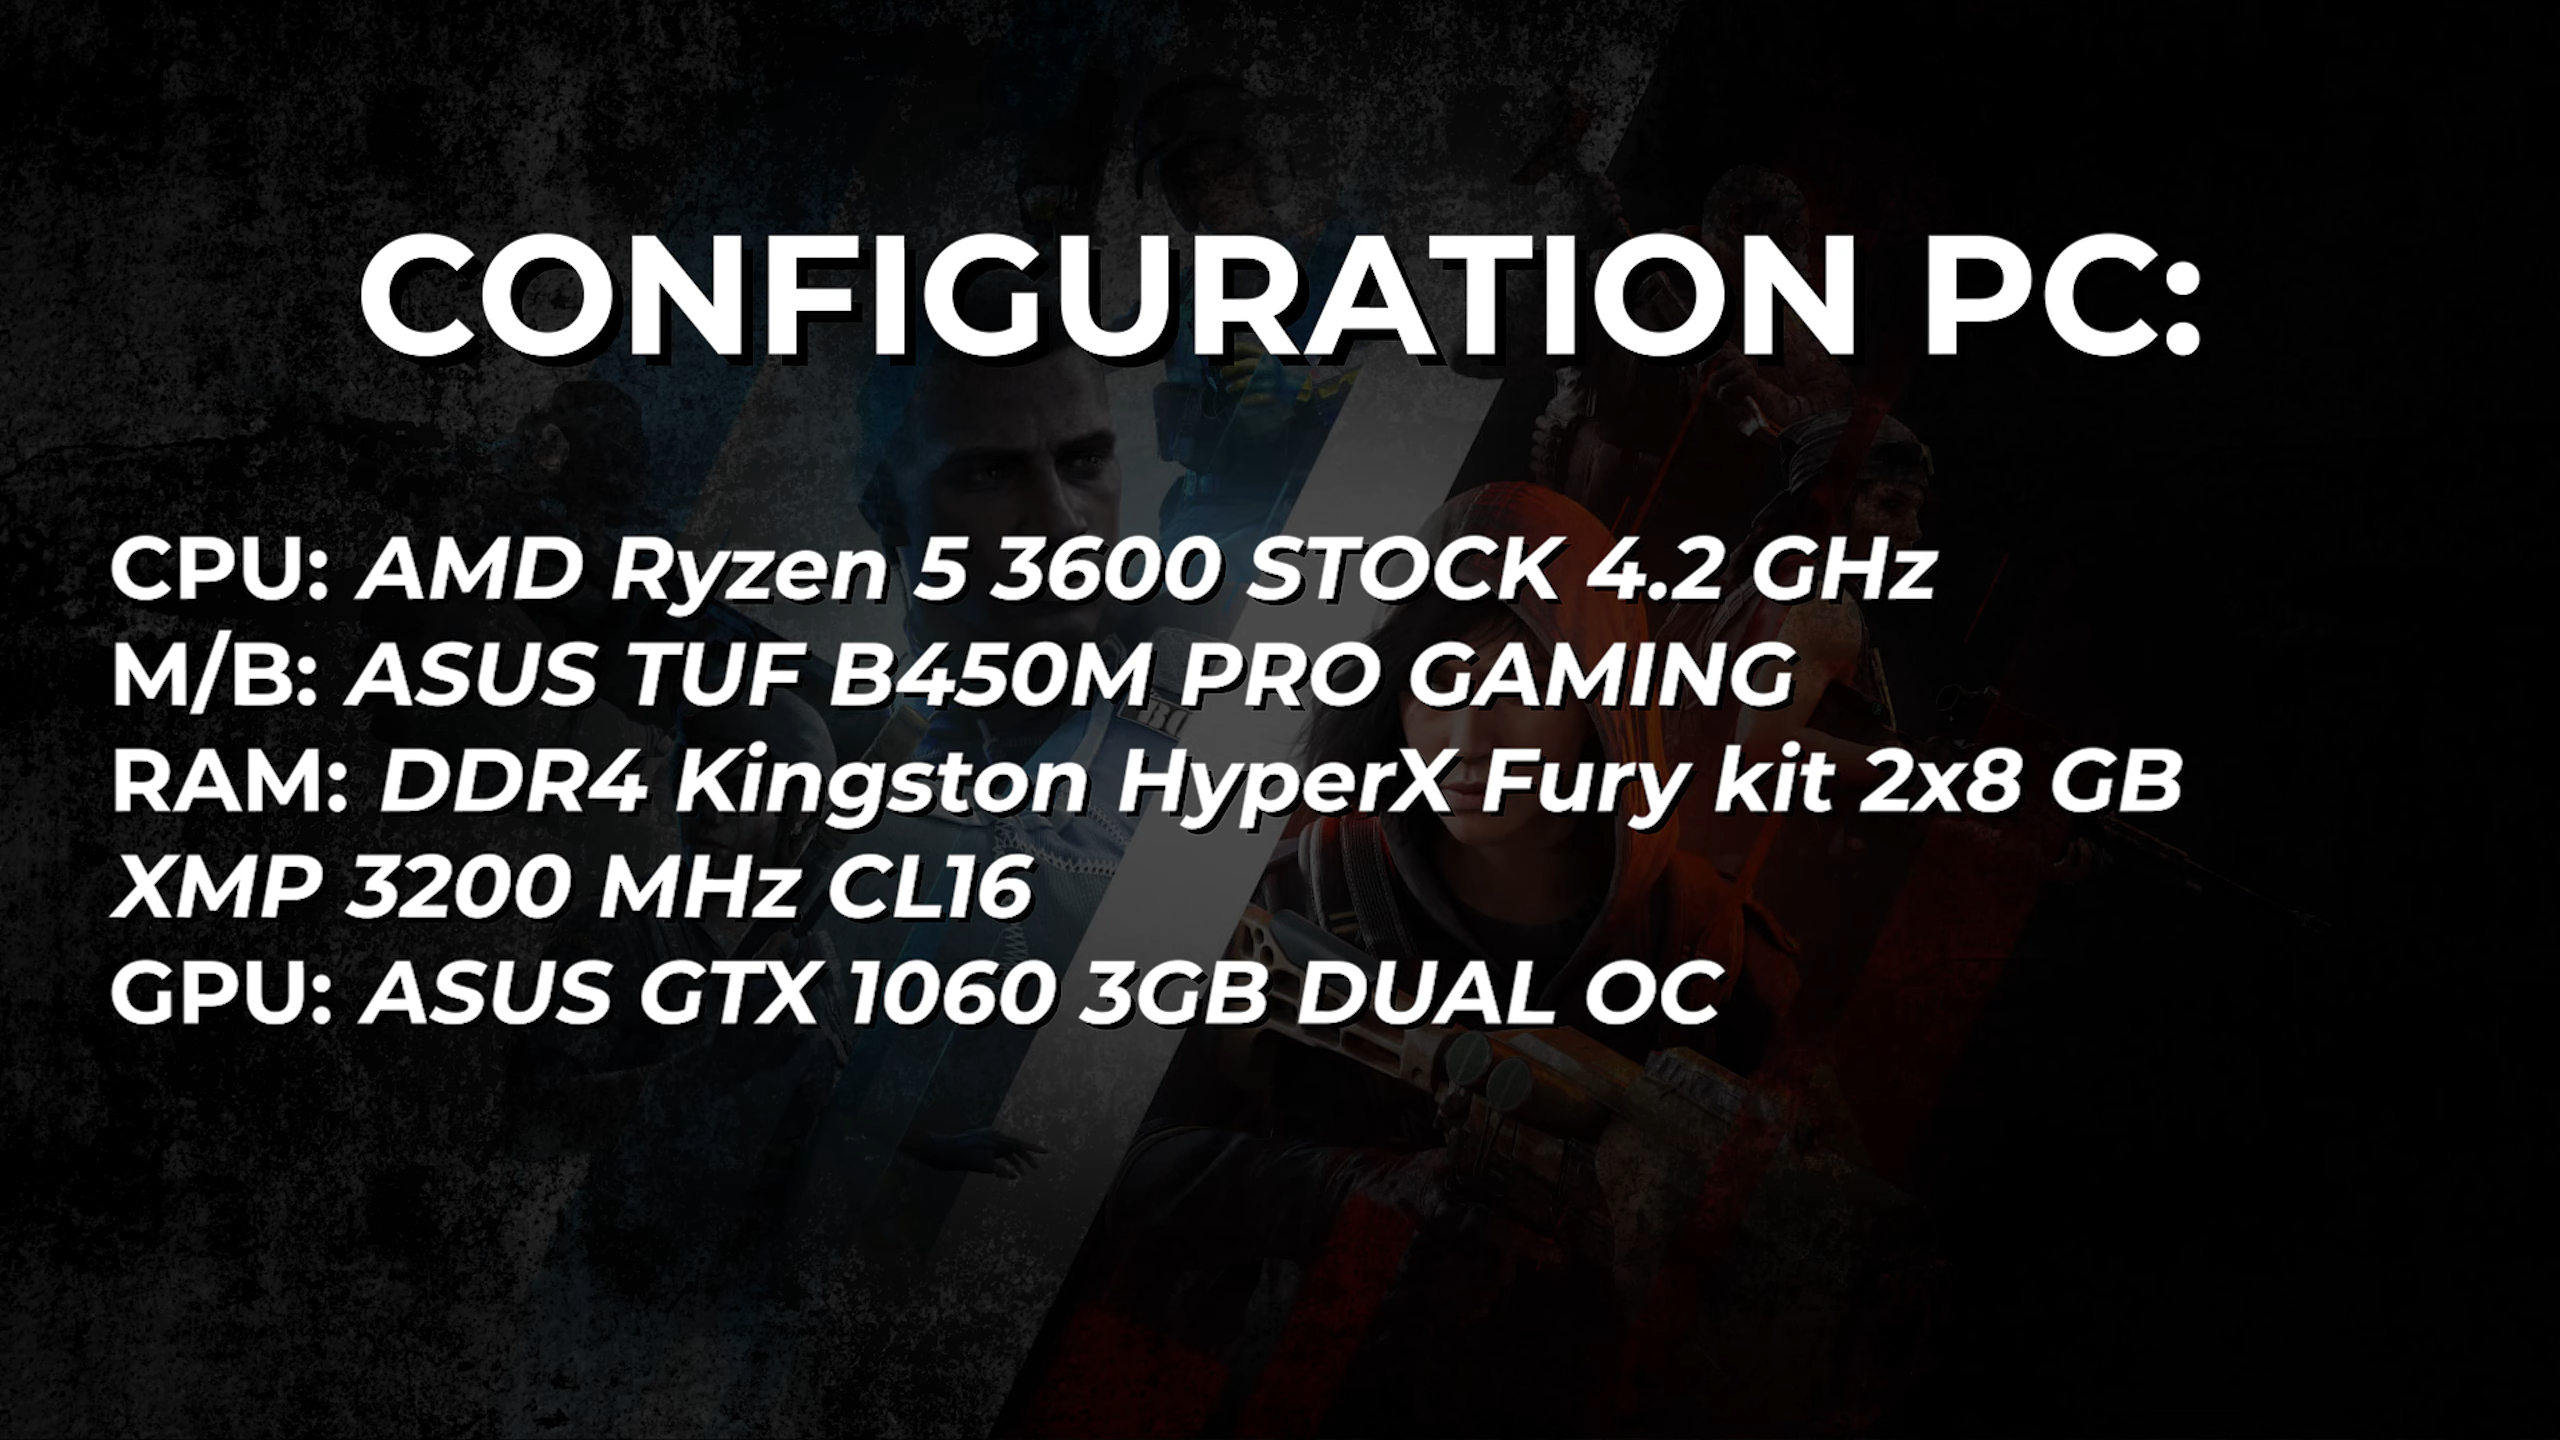 CONFIGURATION PC:
CPU: AMD Ryzen 5 3600 STOCK 4.2 GHz
M/B: ASUS TUF B450M PRO GAMING
RAM: DDR4 Kingston HyperX Fury kit 2x8 GB
XMP 3200 MHz CL16
GPU: ASUS GTX 1060 3GB DUAL OC